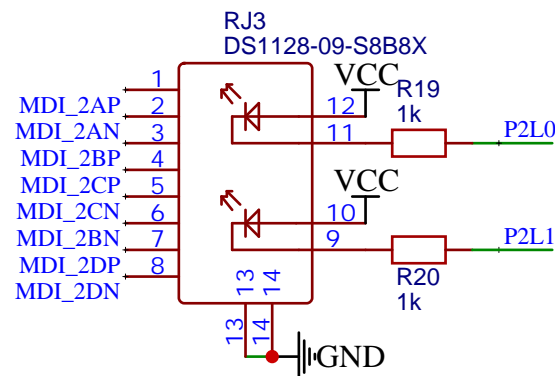 RJ3
DS1128-09-S8B8X
1
MDI_2AP
2
MDI_2AN
3
MDI_2BP
4
MDI_2CP
5
MDI_2CN
6
MDI_2BN
7
MDI_2DP
8
MDI_2DN
VCC
12
11
R19
1k
P2L0
VCC
10
9
P2L1
R20
1k
13 14
13 14
GND